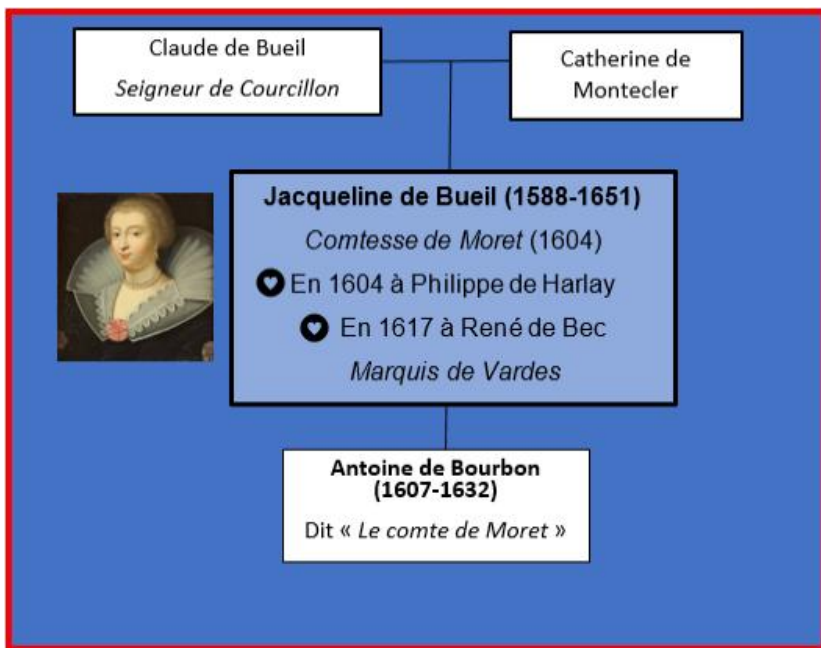 Claude de Bueil
Seigneur de Courcillon
Catherine de
Montecler
Jacqueline de Bueil (1588-1651)
Comtesse de Moret (1604)
En 1604 à Philippe de Harlay
En 1617 à René de Bec
Marquis de Vardes
Antoine de Bourbon
(1607-1632)
Dit « Le comte de Moret »